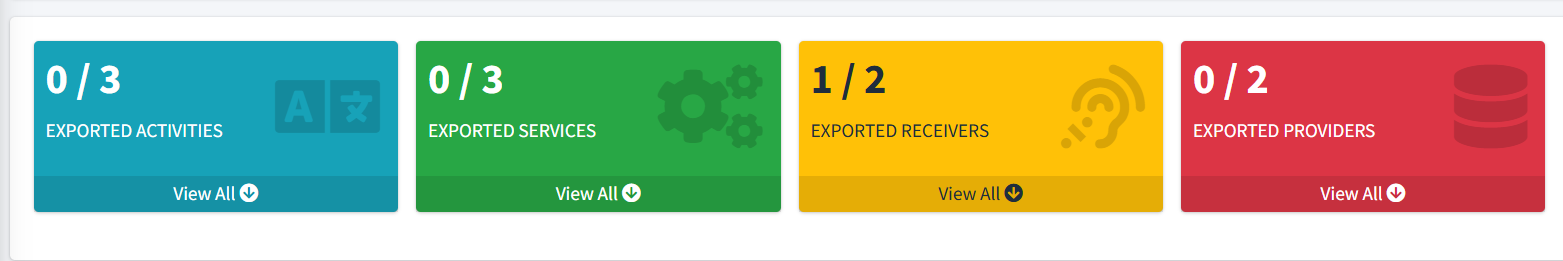 0 / 3
EXPORTED ACTIVITIES
A 文
View All
0 / 3
EXPORTED SERVICES
View All
1 / 2
EXPORTED RECEIVERS
View All
0 / 2
EXPORTED PROVIDERS
View All